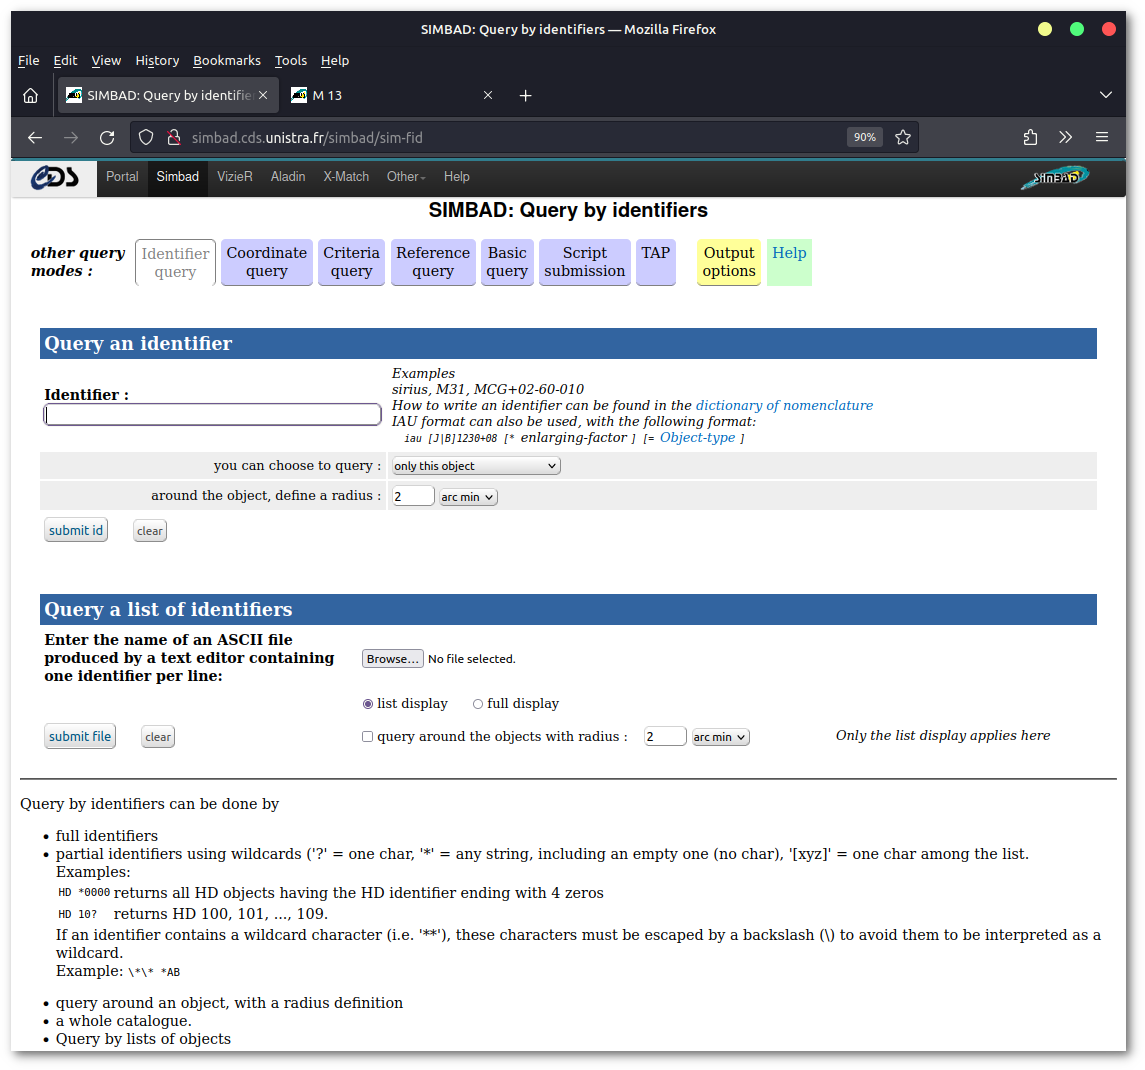 SIMBAD: Query by identifiers — Mozilla Firefox
File Edit View History Bookmarks Tools Help
SIMBAD: Query by identifie
M 13
simbad.cds.unistra.fr/simbad/sim-fid
90%
CDS Portal Simbad VizieR Aladin X-Match Other Help SIMBAD
SIMBAD: Query by identifiers
other query modes :
Identifier query
Coordinate query
Criteria query
Reference query
Basic query
Script submission
TAP
Output options
Help
Query an identifier
Identifier :
Examples
sirius, M31, MCG+02-60-010
How to write an identifier can be found in the dictionary of nomenclature
IAU format can also be used, with the following format:
iau [J|B]1230+08 [* enlarging-factor ] [= Object-type ]
you can choose to query : only this object
around the object, define a radius : 2 arc min
submit id clear
Query a list of identifiers
Enter the name of an ASCII file
produced by a text editor containing
one identifier per line:
Browse... No file selected.
list display full display
submit file clear
query around the objects with radius : 2 arc min
Only the list display applies here
Query by identifiers can be done by
• full identifiers
• partial identifiers using wildcards ('?' = one char, '*' = any string, including an empty one (no char), '[xyz]' = one char among the list.
Examples:
HD *0000 returns all HD objects having the HD identifier ending with 4 zeros
HD 10? returns HD 100, 101, ..., 109.
If an identifier contains a wildcard character (i.e. '**'), these characters must be escaped by a backslash (\) to avoid them to be interpreted as a
wildcard.
Example: \*\* *AB
• query around an object, with a radius definition
• a whole catalogue.
• Query by lists of objects